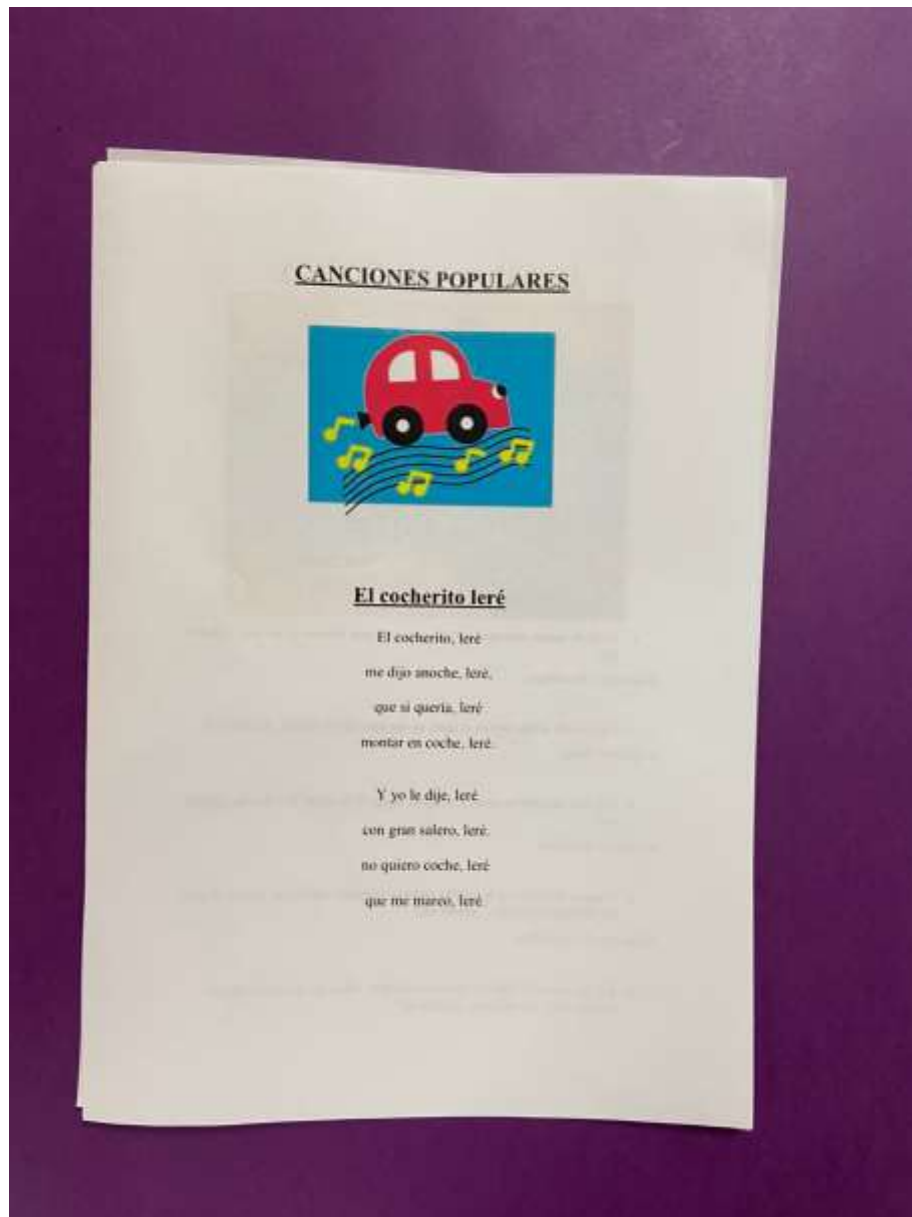 CANCIONES POPULARES
El cocherito leré
El cocherito, leré
me dijo anoche, leré,
que si quería, leré
montar en coche, leré.
Y yo le dije, leré
con gran salero, leré,
no quiero coche, leré
que me mareo, leré